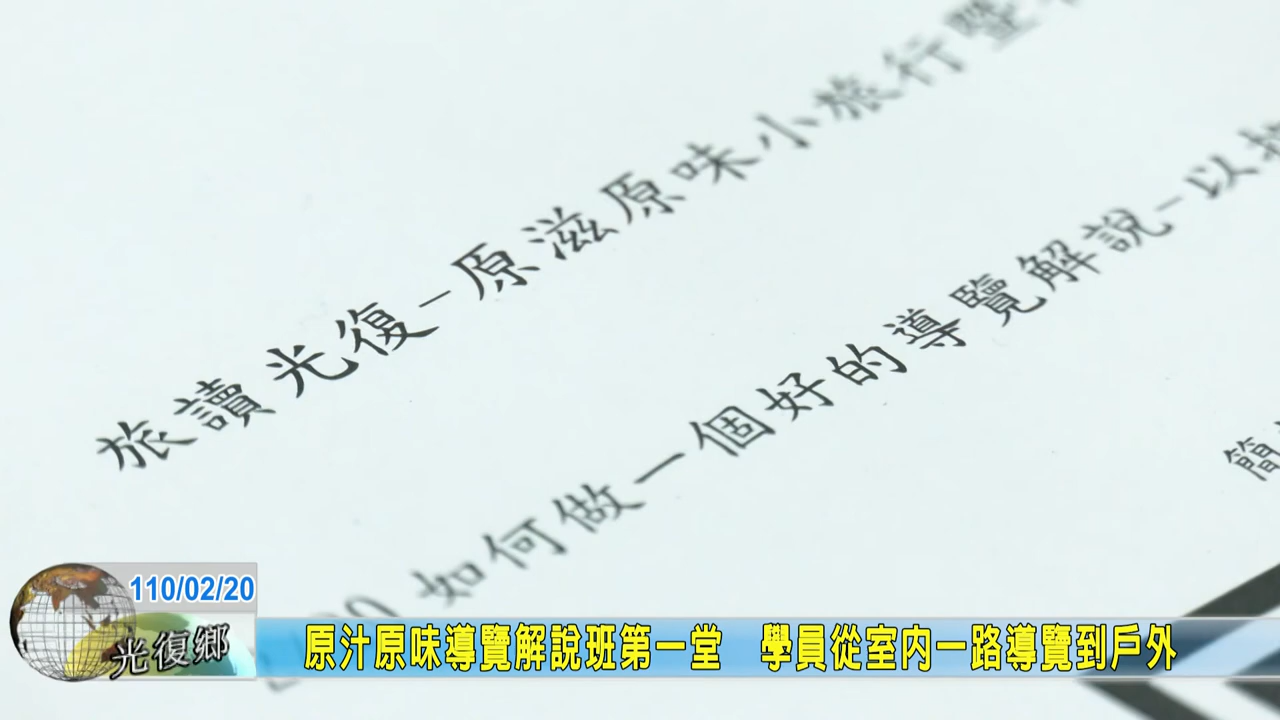 旅讀光復-原滋原味小旅行暨
如何做一個好的導覽解說-以
簡
110/02/20
光復鄉
原汁原味導覽解說班第一堂 學員從室內一路導覽到戶外